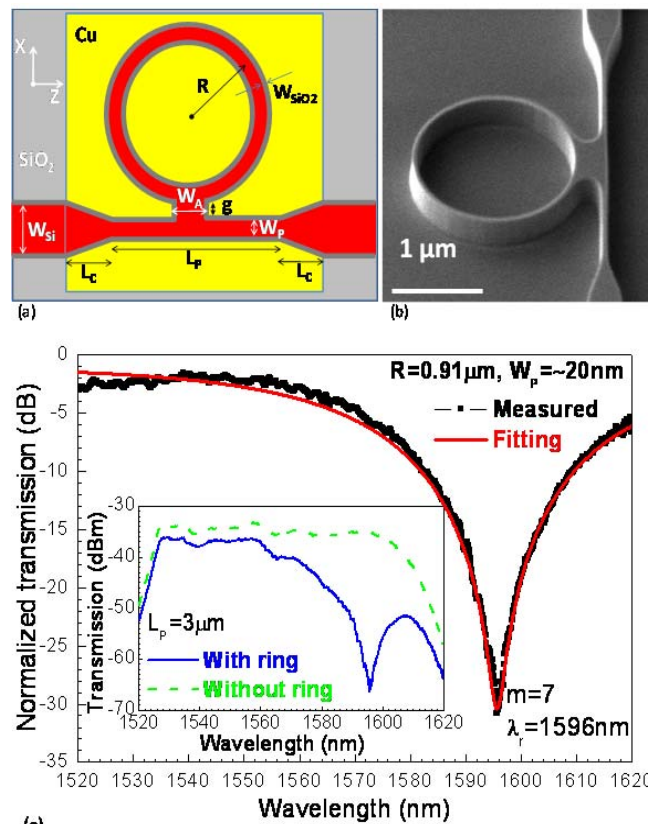 Cu
X
Z
SiO2
R
WSiO2
WA
g
WSi
WP
LP
LC
LC
(a)
(b)
1 µm
0
-5
-10
-15
-20
-25
-30
-35
Normalized transmission (dB)
R=0.91µm, Wp=~20nm
Measured
Fitting
-30
-40
-50
-60
-70
Transmission (dBm)
Lp=3µm
With ring
Without ring
1520 1540 1560 1580 1600 1620
Wavelength (nm)
m=7
λr=1596nm
1520 1530 1540 1550 1560 1570 1580 1590 1600 1610 1620
Wavelength (nm)